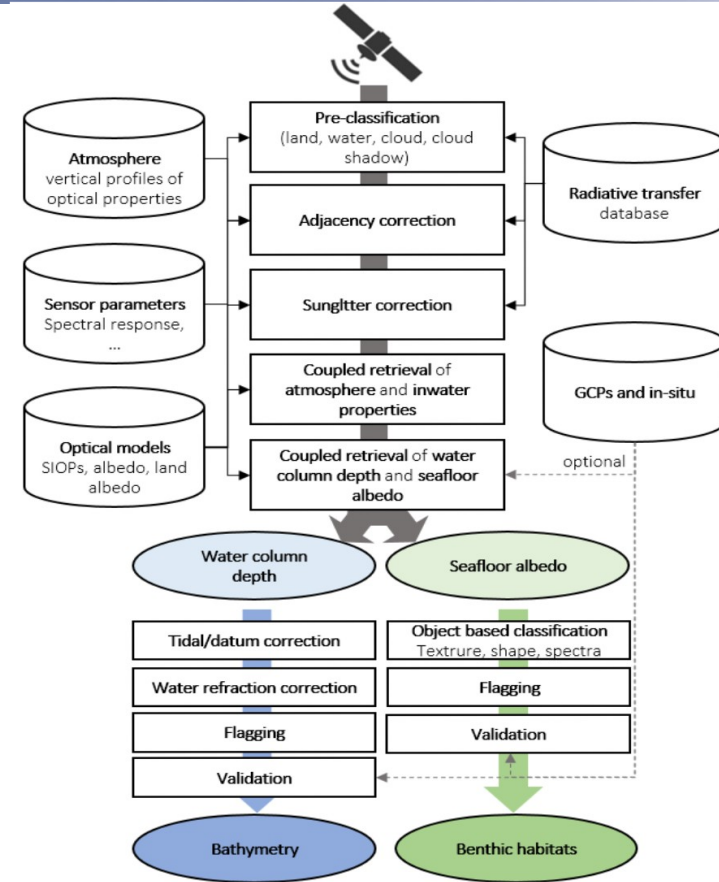 Pre-classification
(land, water, cloud, cloud
shadow)
Atmosphere
vertical profiles of
optical properties
Radiative transfer
database
Adjacency correction
Sensor parameters
Spectral response,
...
Sungltter correction
Coupled retrieval of
atmosphere and inwater
properties
GCPs and in-situ
Optical models
SIOPs, albedo, land
albedo
Coupled retrieval of water
column depth and seafloor
albedo
optional
Water column
depth
Seafloor albedo
Tidal/datum correction
Water refraction correction
Flagging
Validation
Object based classification
Textrure, shape, spectra
Flagging
Validation
Bathymetry
Benthic habitats